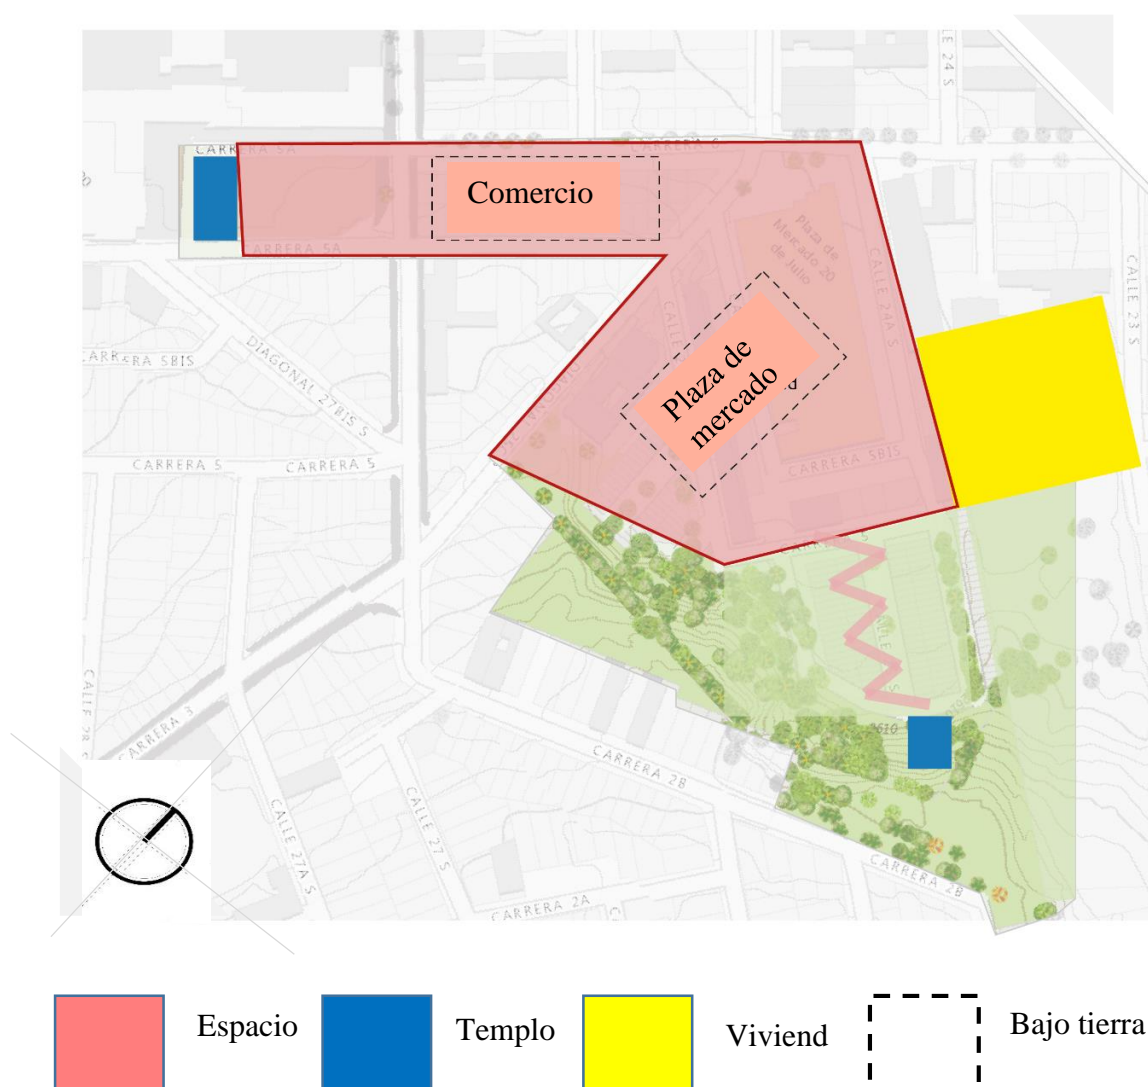 LE 24 S
CARRERA 5A
CARRERA 6
Comercio
CARRERA 5A
Plaza de
Mercado 20
de Julio
CALLE 24A S
CALLE 23 S
CARRERA 5BIS
DIAGONAL 27BIS S
Plaza de
mercado
CARRERA 5
CARRERA 5
CARRERA 5BIS
CALLE 28 S
CARRERA 3
2610
CARRERA 2B
CALLE 27A S
CALLE 27 S
CARRERA 2B
CARRERA 2A
Espacio
Templo
Viviend
Bajo tierra